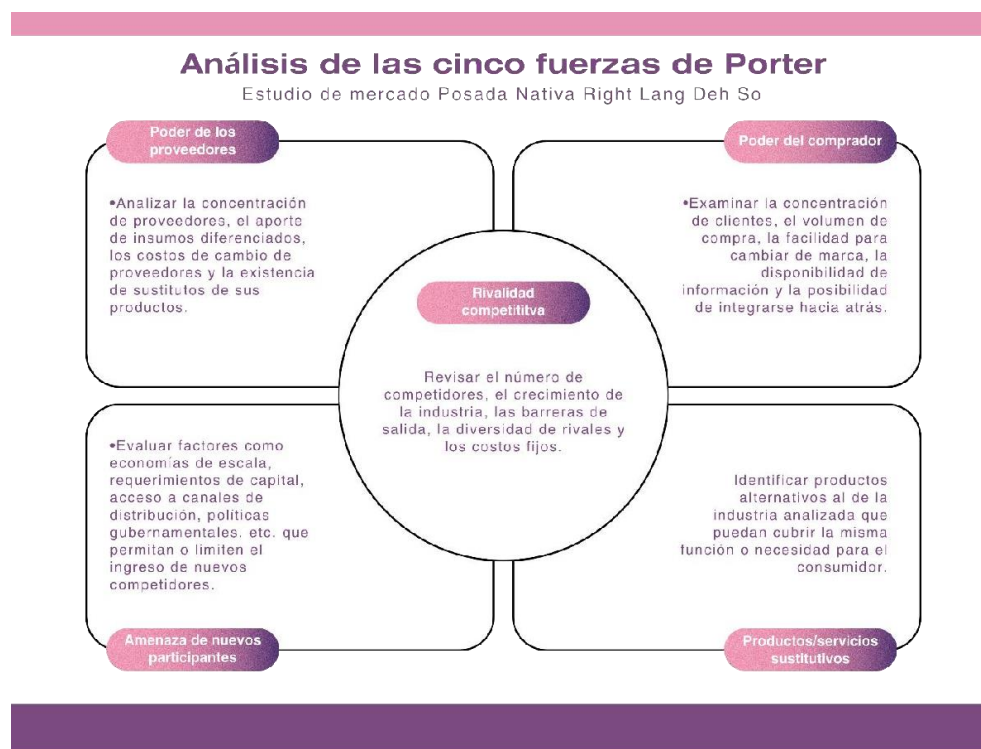 Análisis de las cinco fuerzas de Porter
Estudio de mercado Posada Nativa Right Lang Deh So
Poder de los
proveedores
•Analizar la concentración
de proveedores, el aporte
de insumos diferenciados,
los costos de cambio de
proveedores y la existencia
de sustitutos de sus
productos.
Poder del comprador
•Examinar la concentración
de clientes, el volumen de
compra, la facilidad para
cambiar de marca, la
disponibilidad de
información y la posibilidad
de integrarse hacia atrás.
Rivalidad
competititva
Revisar el número de
competidores, el crecimiento de
la industria, las barreras de
salida, la diversidad de rivales y
los costos fijos.
•Evaluar factores como
economías de escala,
requerimientos de capital,
acceso a canales de
distribución, políticas
gubernamentales. etc. que
permitan o limiten el
ingreso de nuevos
competidores.
Amenaza de nuevos
participantes
Identificar productos
alternativos al de la
industria analizada que
puedan cubrir la misma
función o necesidad para el
consumidor.
Productos/servicios
sustitutivos